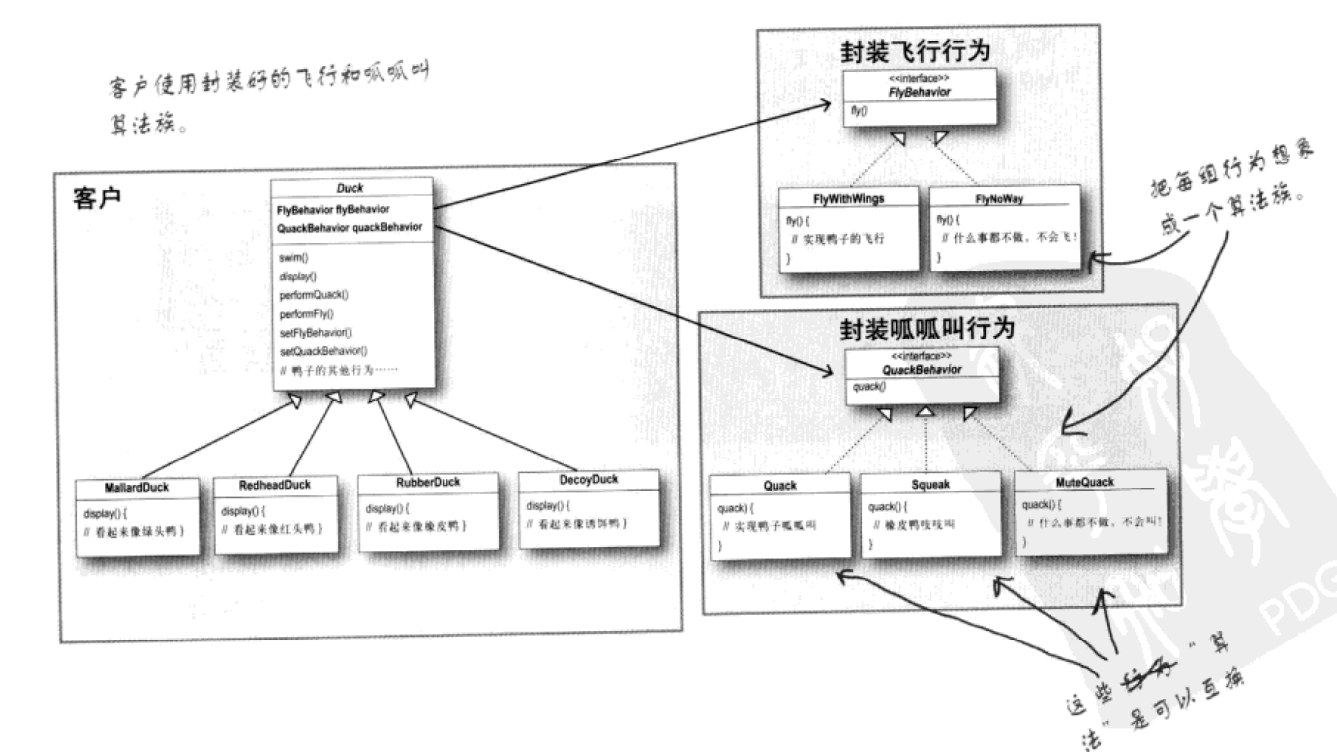 客户使用封装好的飞行和呱呱叫
算法族。
客户
Duck
FlyBehavior flyBehavior
QuackBehavior quackBehavior
swim()
display()
performQuack()
performFly()
setFlyBehavior()
setQuackBehavior()
// 鸭子的其他行为……
MallardDuck
display() {
// 看起来像绿头鸭 }
RedheadDuck
display() {
// 看起来像红头鸭 }
RubberDuck
display() {
// 看起来像橡皮鸭 }
DecoyDuck
display() {
// 看起来像诱饵鸭 }
封装飞行行为
<<interface>>
FlyBehavior
fly()
FlyWithWings
fly() {
// 实现鸭子的飞行
}
FlyNoWay
fly() {
// 什么事都不做，不会飞！
}
把每组行为想象
成一个算法族。
封装呱呱叫行为
<<interface>>
QuackBehavior
quack()
Quack
quack) {
// 实现鸭子呱呱叫
}
Squeak
quack() {
// 橡皮鸭吱吱叫
}
MuteQuack
quack() {
// 什么事都不做，不会叫！
}
这些行为“算
法”是可以互换
PDG